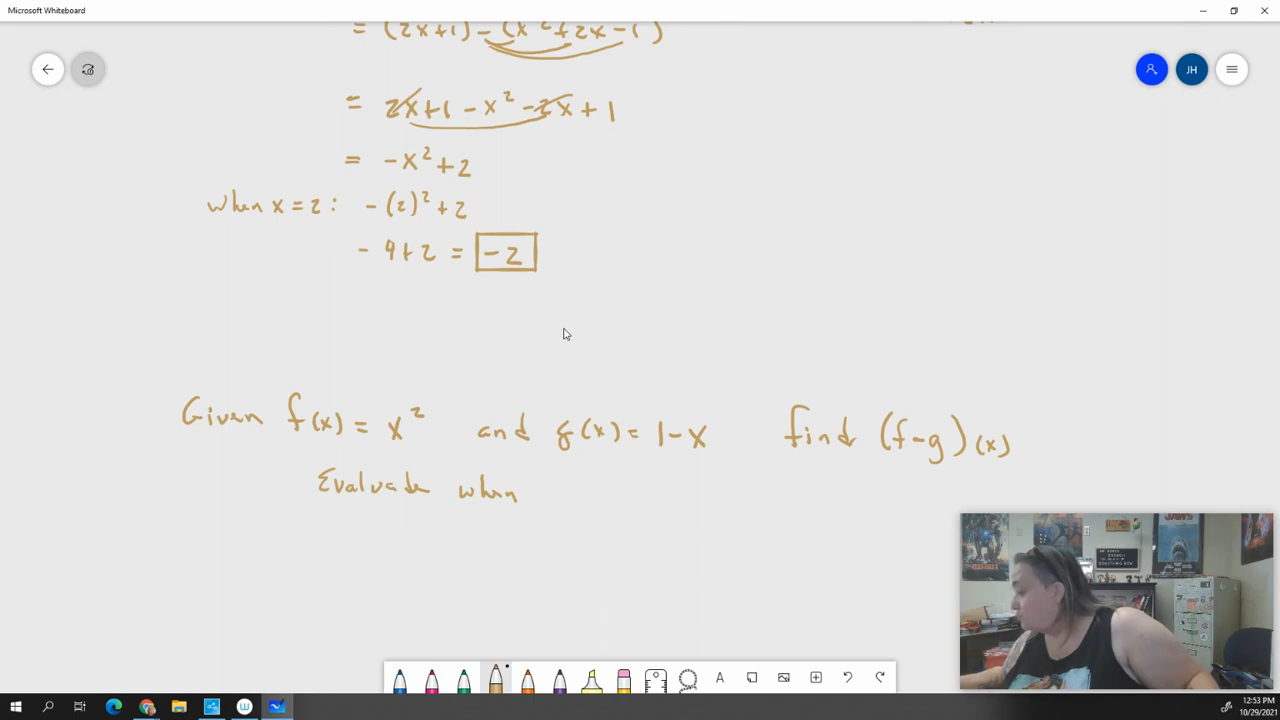 Microsoft Whiteboard
= (2x+1) - (x²+2x-1)
JH
= 2x+1 - x² - 2x + 1
= -x² + 2
when x = 2 : - (2)² + 2
- 4+2 = -2
Given f(x) = x² and g(x) = 1-x find (f-g)(x)
Evaluate when
JAWS
A
12:53 PM
10/29/2021